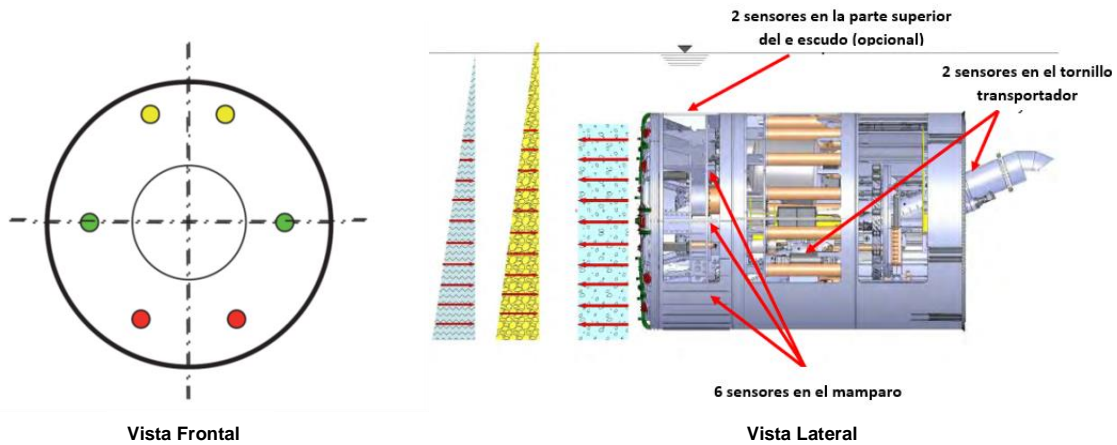 2 sensores en la parte superior
del e escudo (opcional)
2 sensores en el tornillo
transportador
6 sensores en el mamparo
Vista Frontal
Vista Lateral